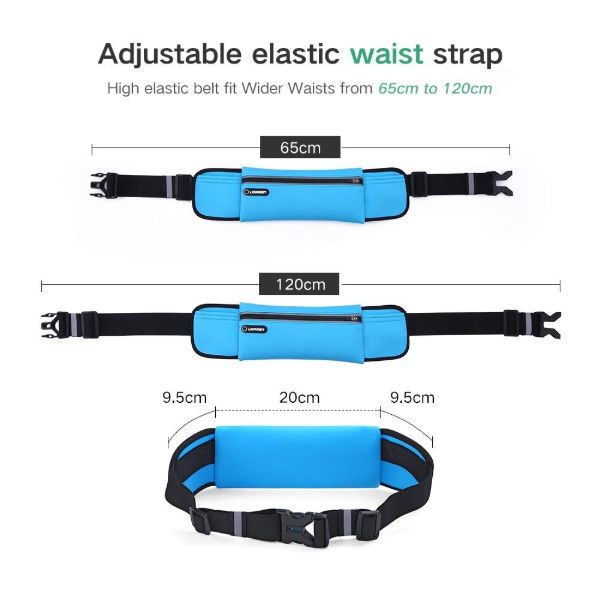 Adjustable elastic waist strap
High elastic belt fit Wider Waists from 65cm to 120cm
65cm
UGREEN
120cm
UGREEN
9.5cm 20cm 9.5cm